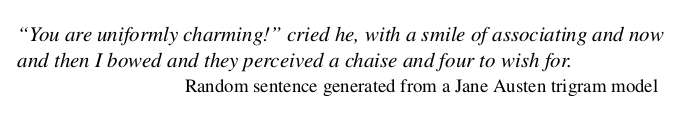 “You are uniformly charming!” cried he, with a smile of associating and now
and then I bowed and they perceived a chaise and four to wish for.
Random sentence generated from a Jane Austen trigram model